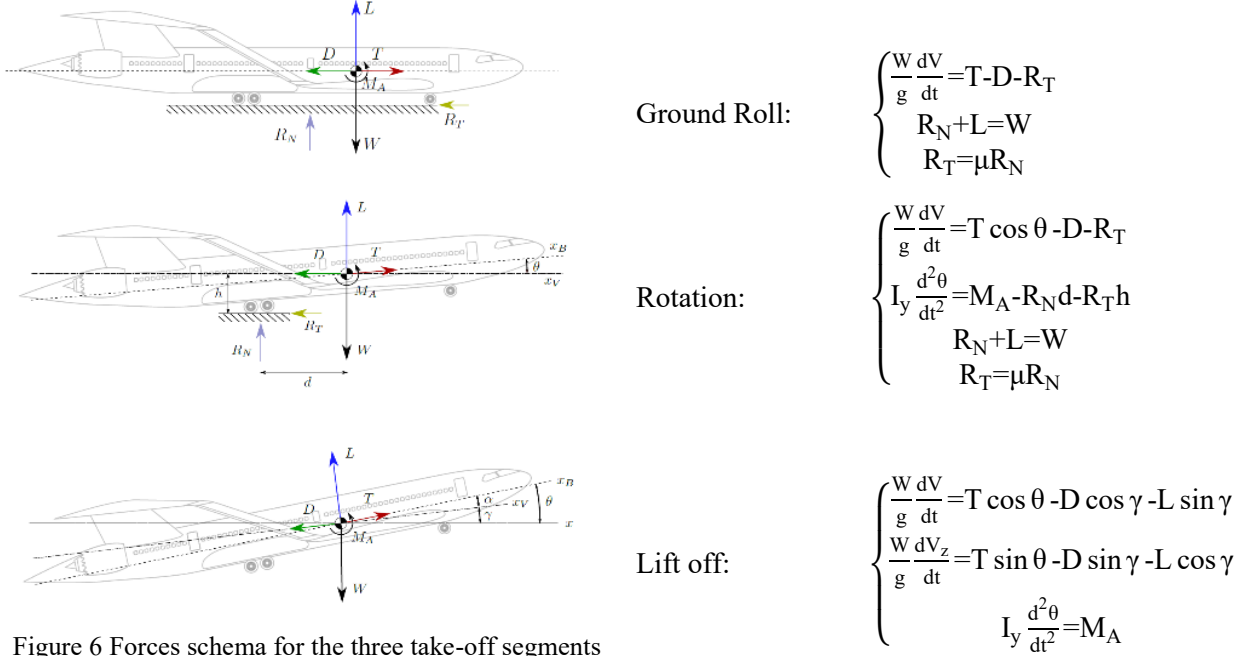 L
D T
M_A
R_T
R_N
W
Ground Roll:
W/g dV/dt =T-D-R_T
R_N+L=W
R_T=μR_N
L
D T
x_B
θ
x_V
M_A
h
R_T
R_N
W
d
Rotation:
W/g dV/dt =T cos θ -D-R_T
I_y d²θ/dt² =M_A-R_Nd-R_Th
R_N+L=W
R_T=μR_N
L
D T
α
γ
x_V
x_B
θ
x
M_A
W
Lift off:
W/g dV/dt =T cos θ -D cos γ -L sin γ
W/g dV_z/dt =T sin θ -D sin γ -L cos γ
I_y d²θ/dt² =M_A
Figure 6 Forces schema for the three take-off segments